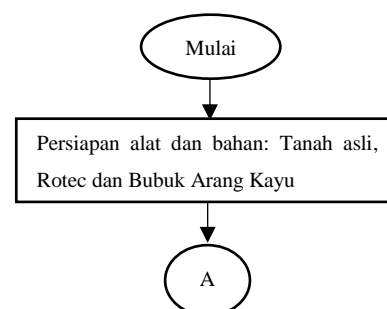 Mulai
Persiapan alat dan bahan: Tanah asli,
Rotec dan Bubuk Arang Kayu
A